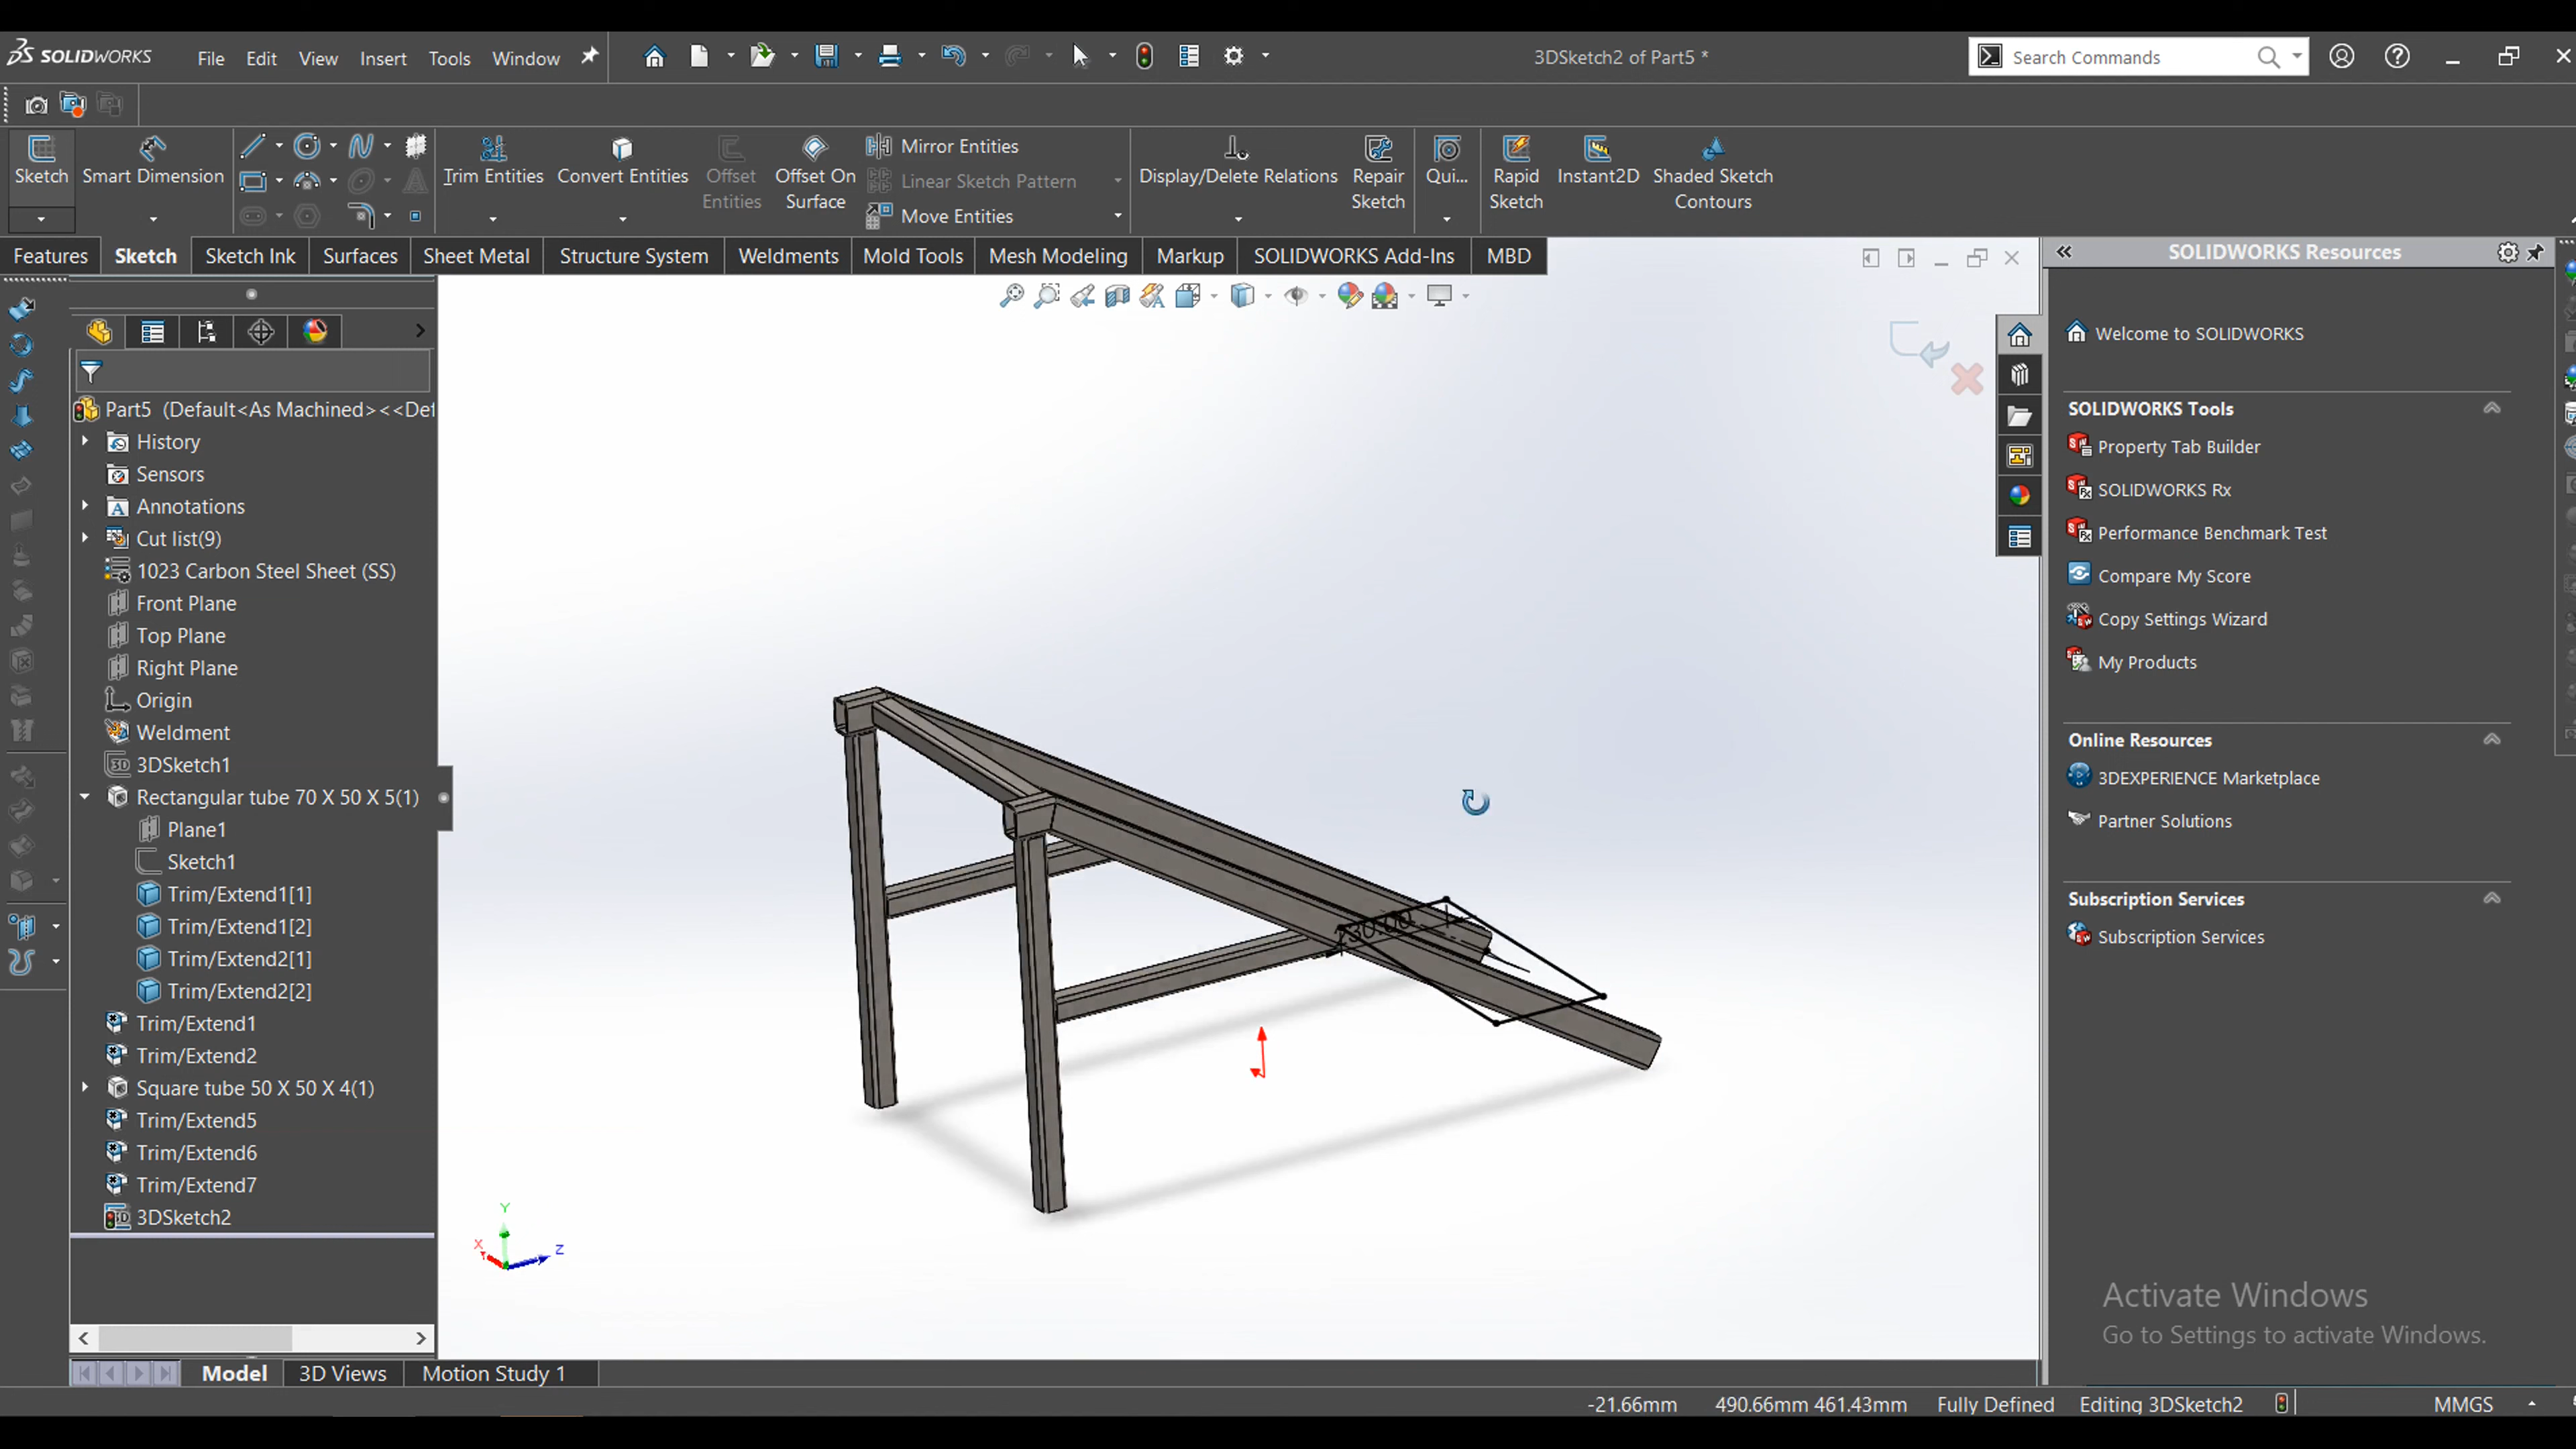 SOLIDWORKS File Edit View Insert Tools Window 3DSketch2 of Part5 * Search Commands
Sketch Smart Dimension Trim Entities Convert Entities Offset Entities Offset On Surface Mirror Entities Linear Sketch Pattern Move Entities Display/Delete Relations Repair Sketch Qui... Rapid Sketch Instant2D Shaded Sketch Contours
Features Sketch Sketch Ink Surfaces Sheet Metal Structure System Weldments Mold Tools Mesh Modeling Markup SOLIDWORKS Add-Ins MBD
Part5 (Default<As Machined><<Det
History
Sensors
Annotations
Cut list(9)
1023 Carbon Steel Sheet (SS)
Front Plane
Top Plane
Right Plane
Origin
Weldment
3DSketch1
Rectangular tube 70 X 50 X 5(1)
Plane1
Sketch1
Trim/Extend1[1]
Trim/Extend1[2]
Trim/Extend2[1]
Trim/Extend2[2]
Trim/Extend1
Trim/Extend2
Square tube 50 X 50 X 4(1)
Trim/Extend5
Trim/Extend6
Trim/Extend7
3DSketch2
Y
X
Z
SOLIDWORKS Resources
Welcome to SOLIDWORKS
SOLIDWORKS Tools
Property Tab Builder
SOLIDWORKS Rx
Performance Benchmark Test
Compare My Score
Copy Settings Wizard
My Products
Online Resources
3DEXPERIENCE Marketplace
Partner Solutions
Subscription Services
Subscription Services
Activate Windows
Go to Settings to activate Windows.
Model 3D Views Motion Study 1
-21.66mm 490.66mm 461.43mm Fully Defined Editing 3DSketch2 MMGS